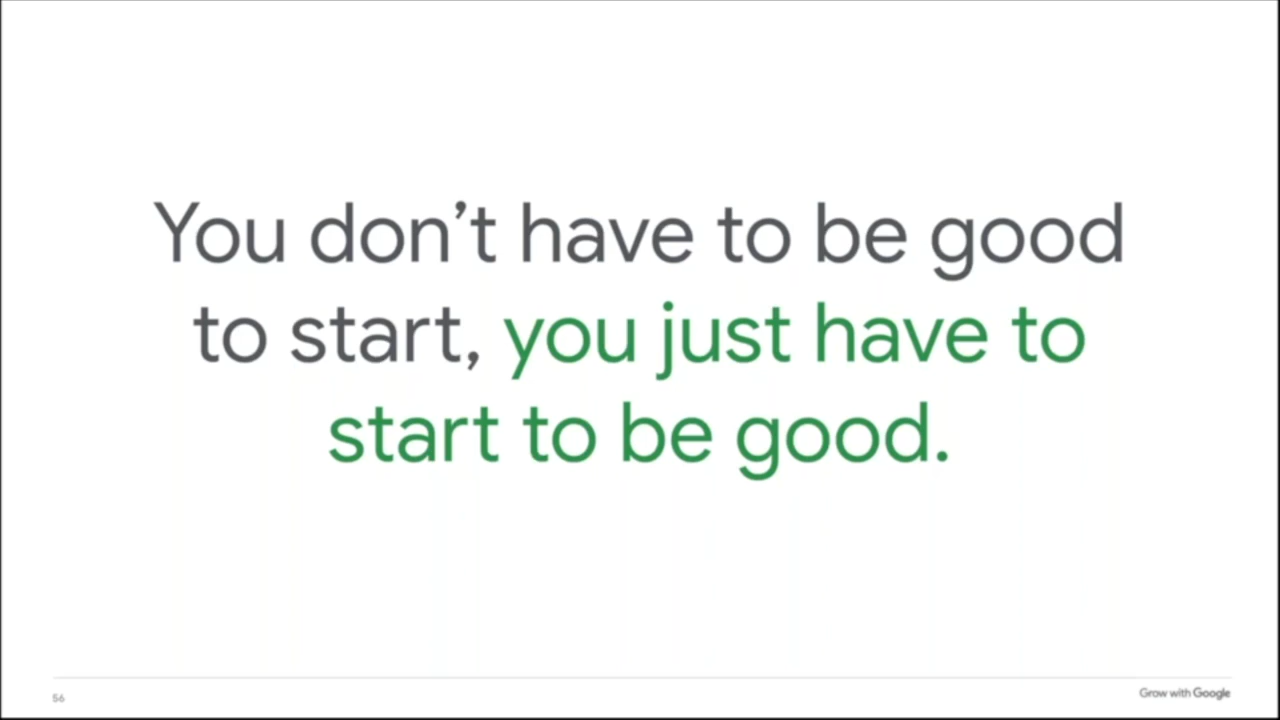 You don’t have to be good
to start, you just have to
start to be good.
56
Grow with Google